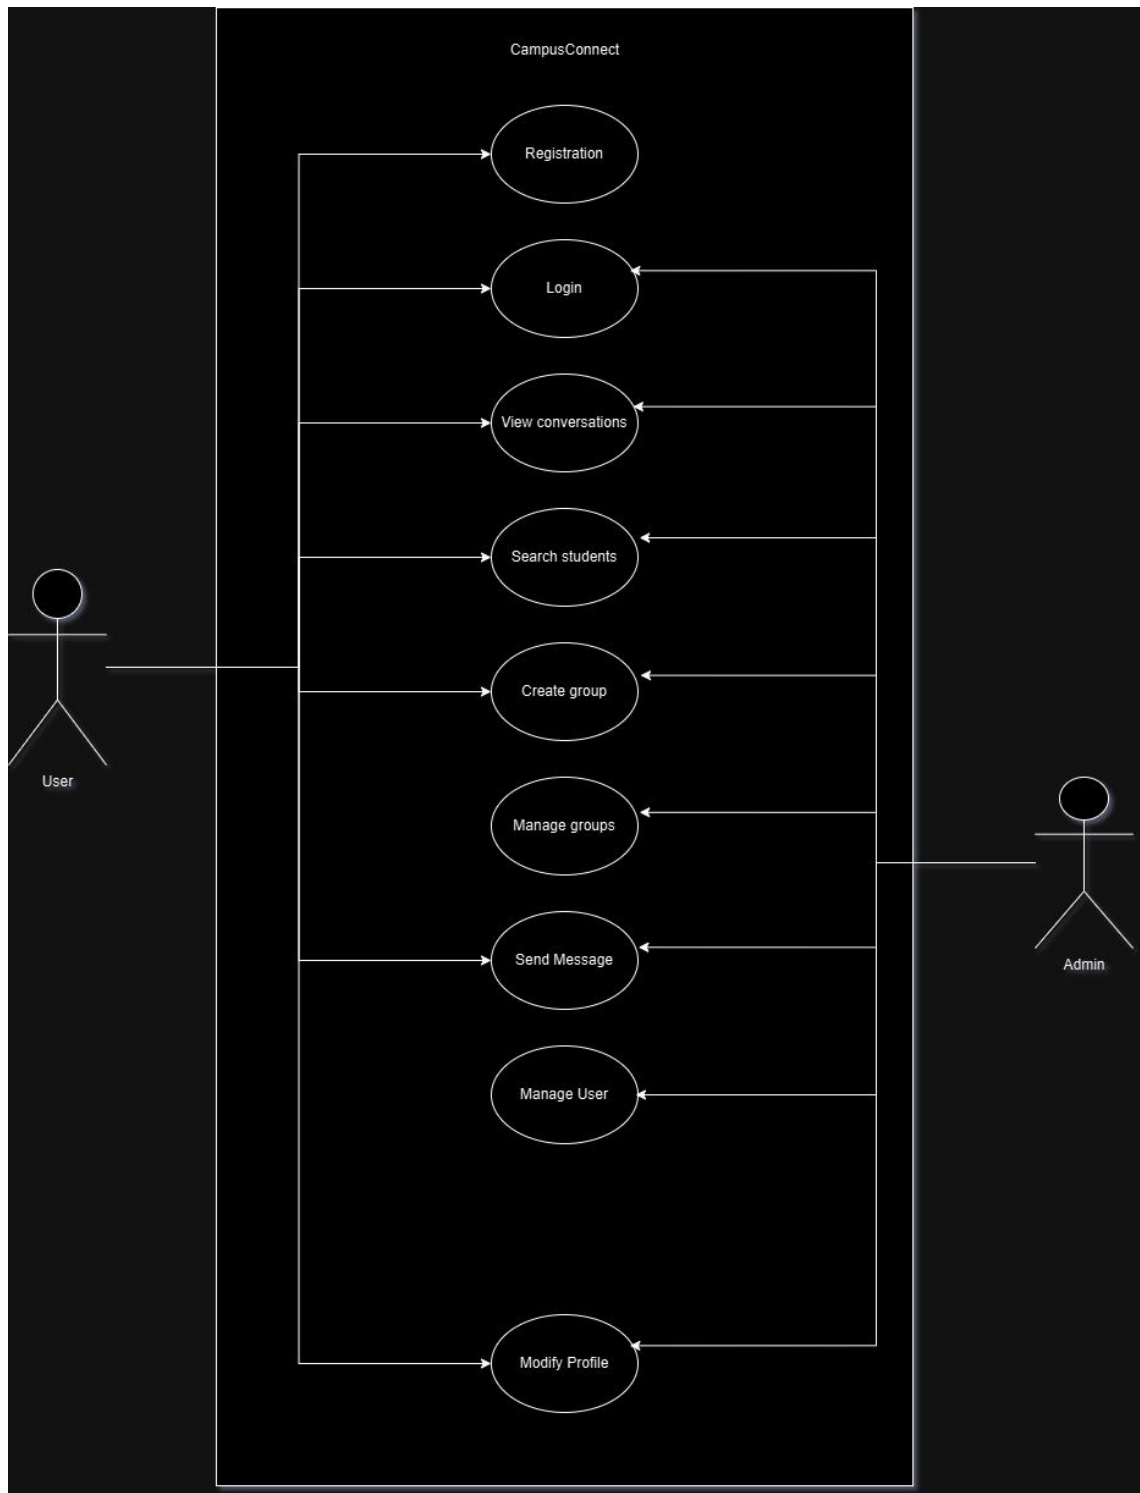 CampusConnect
Registration
Login
View conversations
Search students
Create group
User
Manage groups
Send Message
Admin
Manage User
Modify Profile